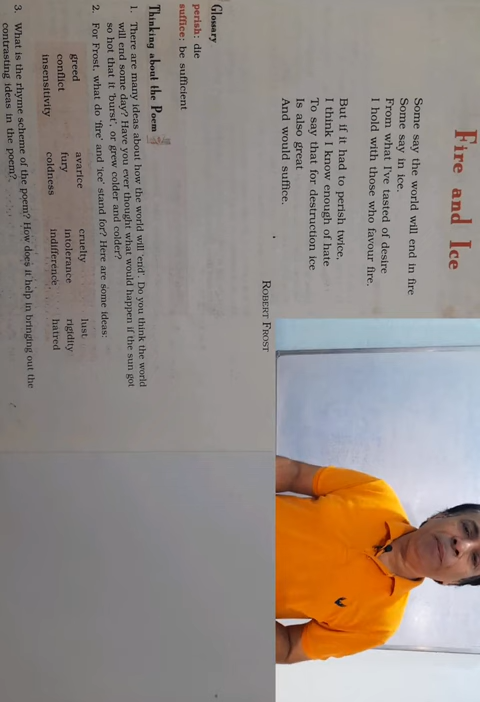 Fire and Ice
Some say the world will end in fire
Some say in ice.
From what I've tasted of desire
I hold with those who favour fire.
But if it had to perish twice,
I think I know enough of hate
To say that for destruction ice
Is also great
And would suffice.
ROBERT FROST
Glossary
perish: die
suffice: be sufficient
Thinking about the Poem
1. There are many ideas about how the world will 'end'. Do you think the world
will end some day? Have you ever thought what would happen if the sun got
so hot that it 'burst', or grew colder and colder?
2. For Frost, what do 'fire' and 'ice' stand for? Here are some ideas:
greed avarice cruelty lust
conflict fury intolerance rigidity
insensitivity coldness indifference hatred
3. What is the rhyme scheme of the poem? How does it help in bringing out the
contrasting ideas in the poem?